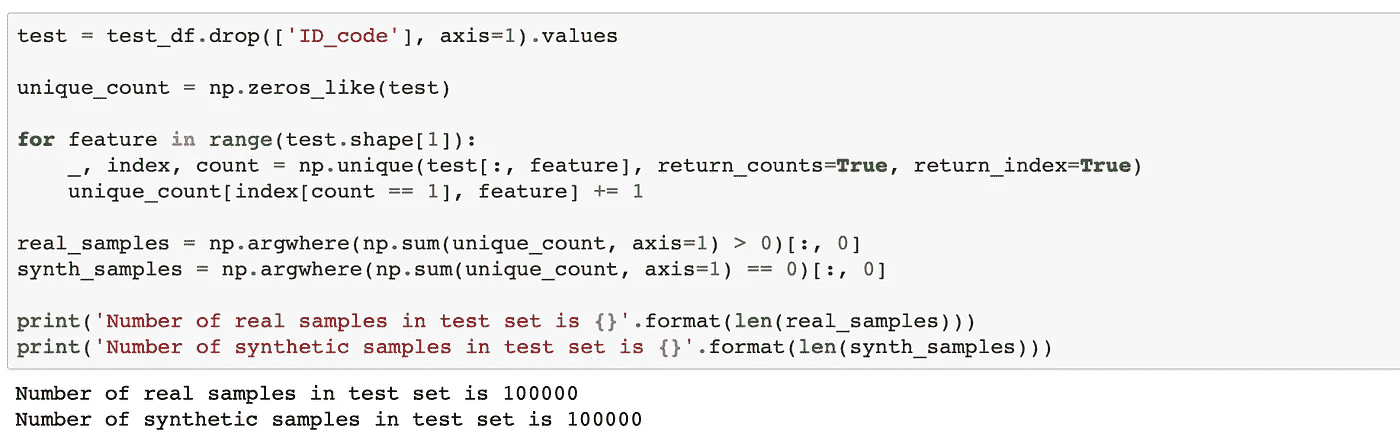 test = test_df.drop(['ID_code'], axis=1).values
unique_count = np.zeros_like(test)
for feature in range(test.shape[1]):
    _, index, count = np.unique(test[:, feature], return_counts=True, return_index=True)
    unique_count[index[count == 1], feature] += 1
real_samples = np.argwhere(np.sum(unique_count, axis=1) > 0)[:, 0]
synth_samples = np.argwhere(np.sum(unique_count, axis=1) == 0)[:, 0]
print('Number of real samples in test set is {}'.format(len(real_samples)))
print('Number of synthetic samples in test set is {}'.format(len(synth_samples)))
Number of real samples in test set is 100000
Number of synthetic samples in test set is 100000